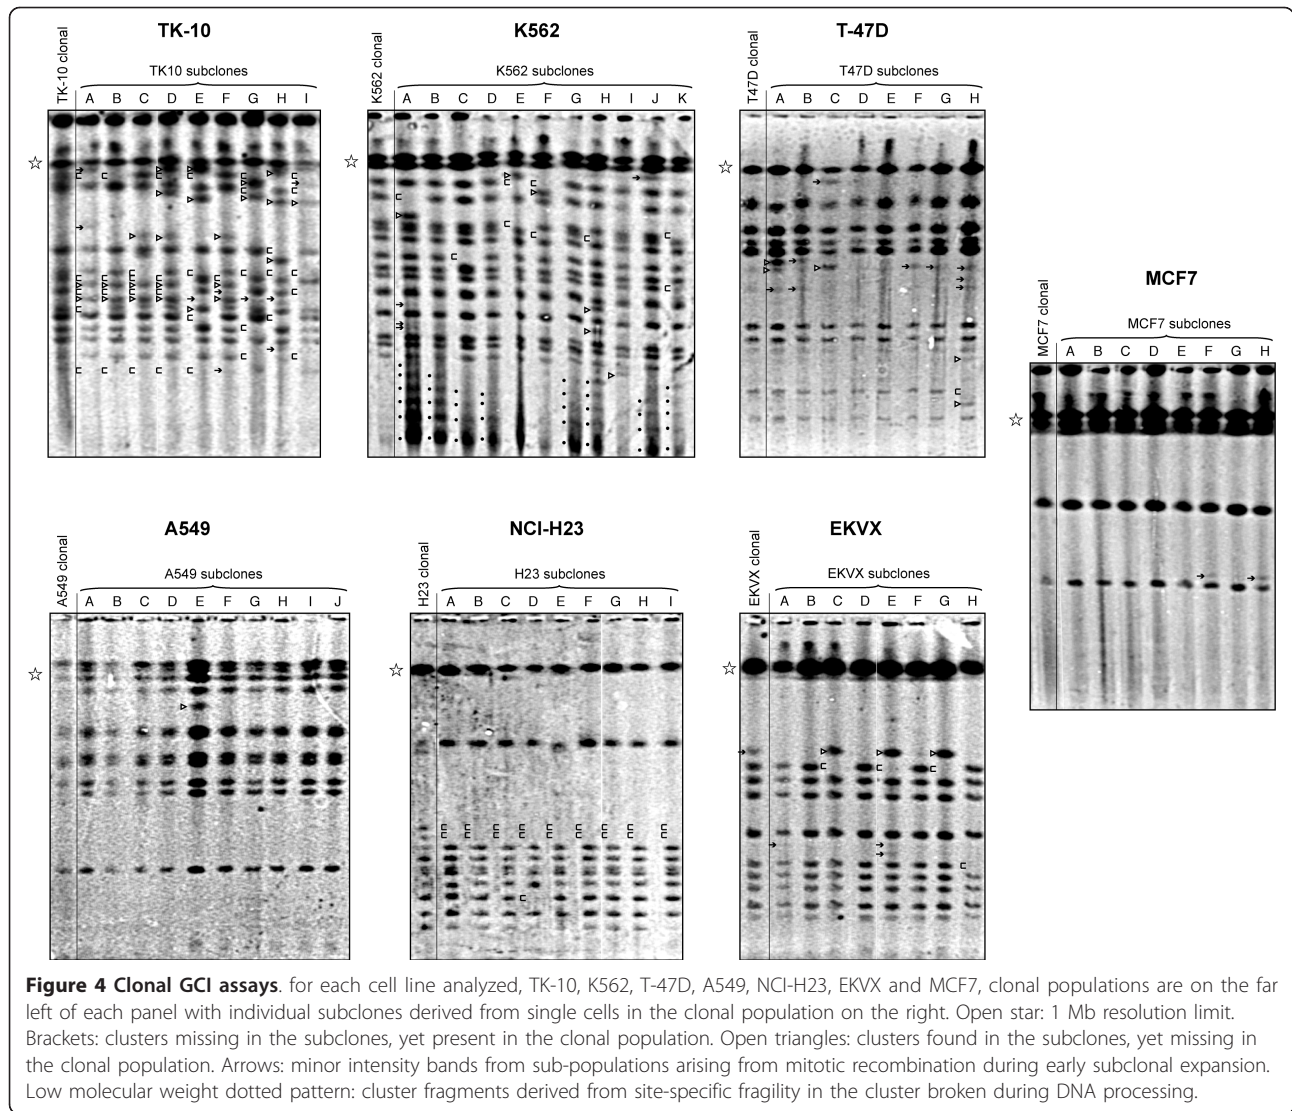 TK-10
K562
T-47D
TK-10 clonal
TK10 subclones
A B C D E F G H I
K562 clonal
K562 subclones
A B C D E F G H I J K
T47D clonal
T47D subclones
A B C D E F G H
MCF7
MCF7 clonal
MCF7 subclones
A B C D E F G H
A549
NCI-H23
EKVX
A549 clonal
A549 subclones
A B C D E F G H I J
H23 clonal
H23 subclones
A B C D E F G H I
EKVX clonal
EKVX subclones
A B C D E F G H
Figure 4 Clonal GCI assays. for each cell line analyzed, TK-10, K562, T-47D, A549, NCI-H23, EKVX and MCF7, clonal populations are on the far
left of each panel with individual subclones derived from single cells in the clonal population on the right. Open star: 1 Mb resolution limit.
Brackets: clusters missing in the subclones, yet present in the clonal population. Open triangles: clusters found in the subclones, yet missing in
the clonal population. Arrows: minor intensity bands from sub-populations arising from mitotic recombination during early subclonal expansion.
Low molecular weight dotted pattern: cluster fragments derived from site-specific fragility in the cluster broken during DNA processing.